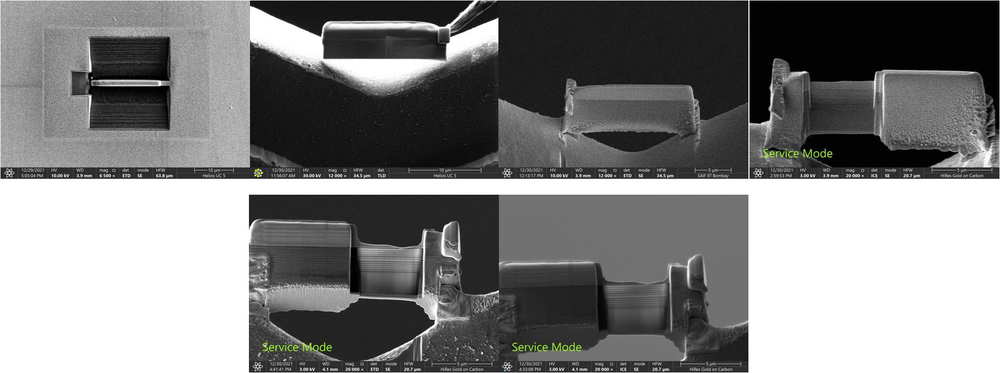 12/29/2021 HV WD mag det mode HFW 10 µm
5:05:04 PM 10.00 kV 3.9 mm 6 500 × ETD SE 63.8 µm Helios UC 5
12/30/2021 HV mag HFW det 10 µm
11:56:07 AM 30.00 kV 12 000 × 34.5 µm TLD Helios UC 5
12/30/2021 HV WD mag det mode HFW 5 µm
12:13:17 PM 10.00 kV 3.9 mm 12 000 × ETD SE 34.5 µm SAIF IIT Bombay
Service Mode
12/30/2021 HV WD mag det mode HFW 5 µm
2:59:53 PM 3.00 kV 3.9 mm 20 000 × ICE SE 20.7 µm HiRes Gold on Carbon
Service Mode
12/30/2021 HV WD mag det mode HFW 5 µm
4:41:41 PM 3.00 kV 4.1 mm 20 000 × ETD SE 20.7 µm HiRes Gold on Carbon
Service Mode
12/30/2021 HV WD mag det mode HFW 5 µm
4:33:08 PM 3.00 kV 4.1 mm 20 000 × ICE SE 20.7 µm HiRes Gold on Carbon